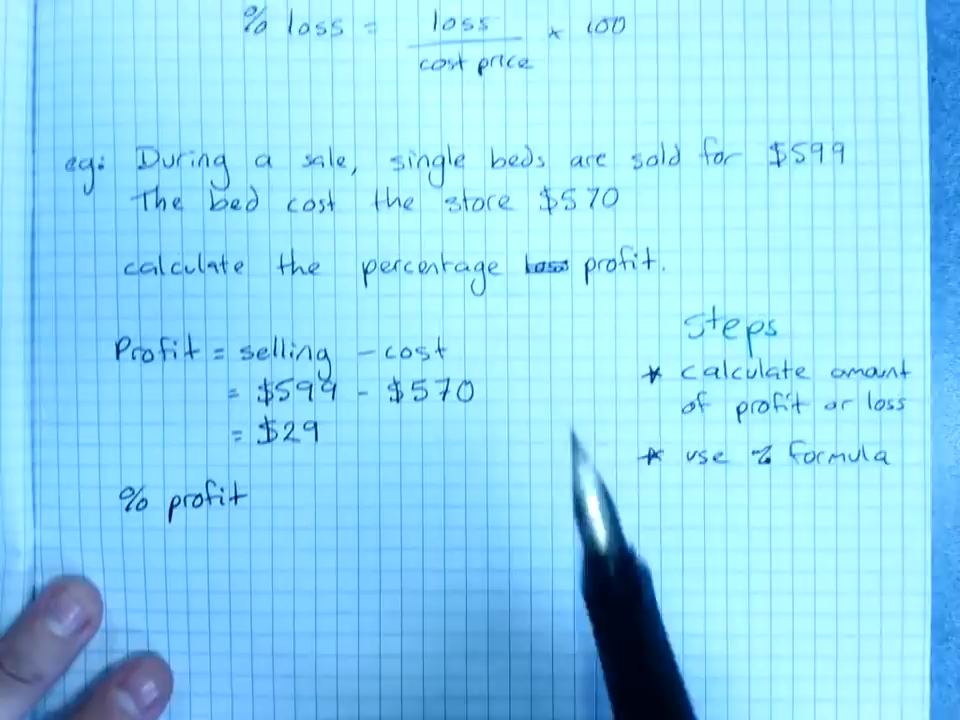 % loss = loss / cost price * 100
eg: During a sale, single beds are sold for $599
The bed cost the store $570
calculate the percentage loss profit.
Profit = selling - cost
= $599 - $570
= $29
% profit
Steps
* calculate amount
of profit or loss
* use % formula